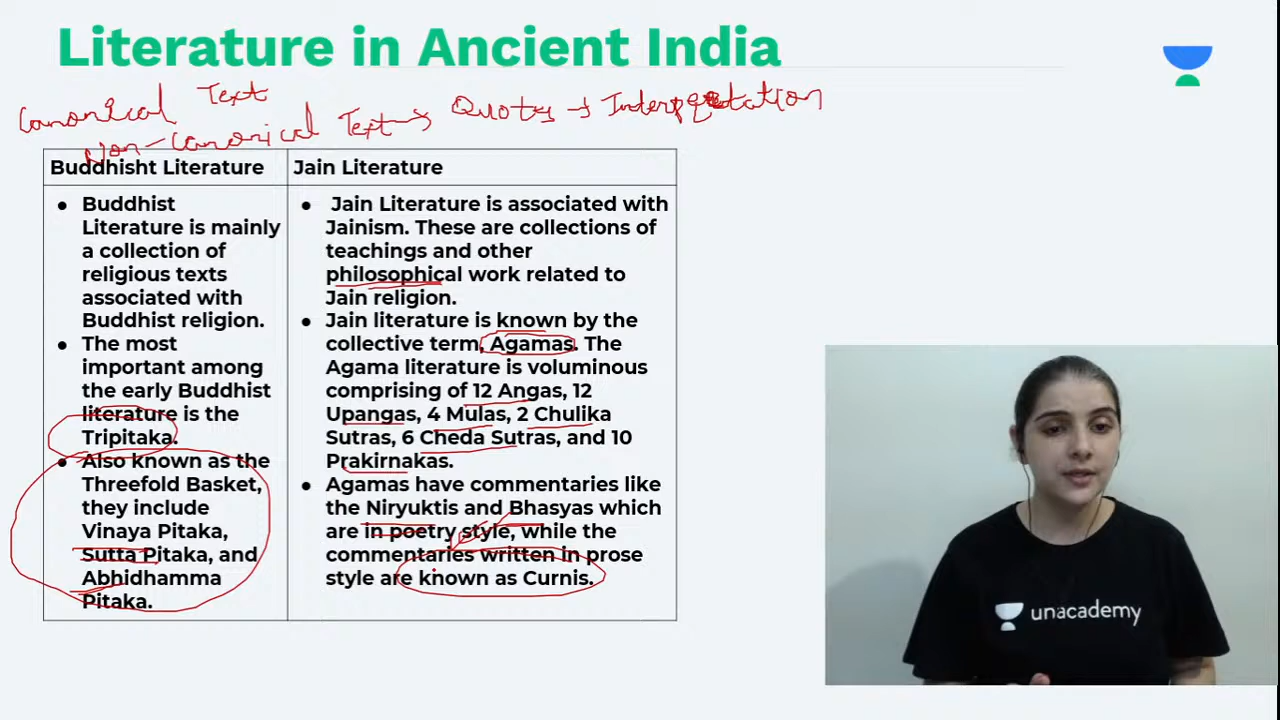 Literature in Ancient India
Canonical Text
Non-Canonical Text → Quotes → Interpretation
Buddhisht Literature
Buddhist
Literature is mainly
a collection of
religious texts
associated with
Buddhist religion.
The most
important among
the early Buddhist
literature is the
Tripitaka.
Also known as the
Threefold Basket,
they include
Vinaya Pitaka,
Sutta Pitaka, and
Abhidhamma
Pitaka.
Jain Literature
Jain Literature is associated with
Jainism. These are collections of
teachings and other
philosophical work related to
Jain religion.
Jain literature is known by the
collective term, Agamas. The
Agama literature is voluminous
comprising of 12 Angas, 12
Upangas, 4 Mulas, 2 Chulika
Sutras, 6 Cheda Sutras, and 10
Prakirnakas.
Agamas have commentaries like
the Niryuktis and Bhasyas which
are in poetry style, while the
commentaries written in prose
style are known as Curnis.
unacademy